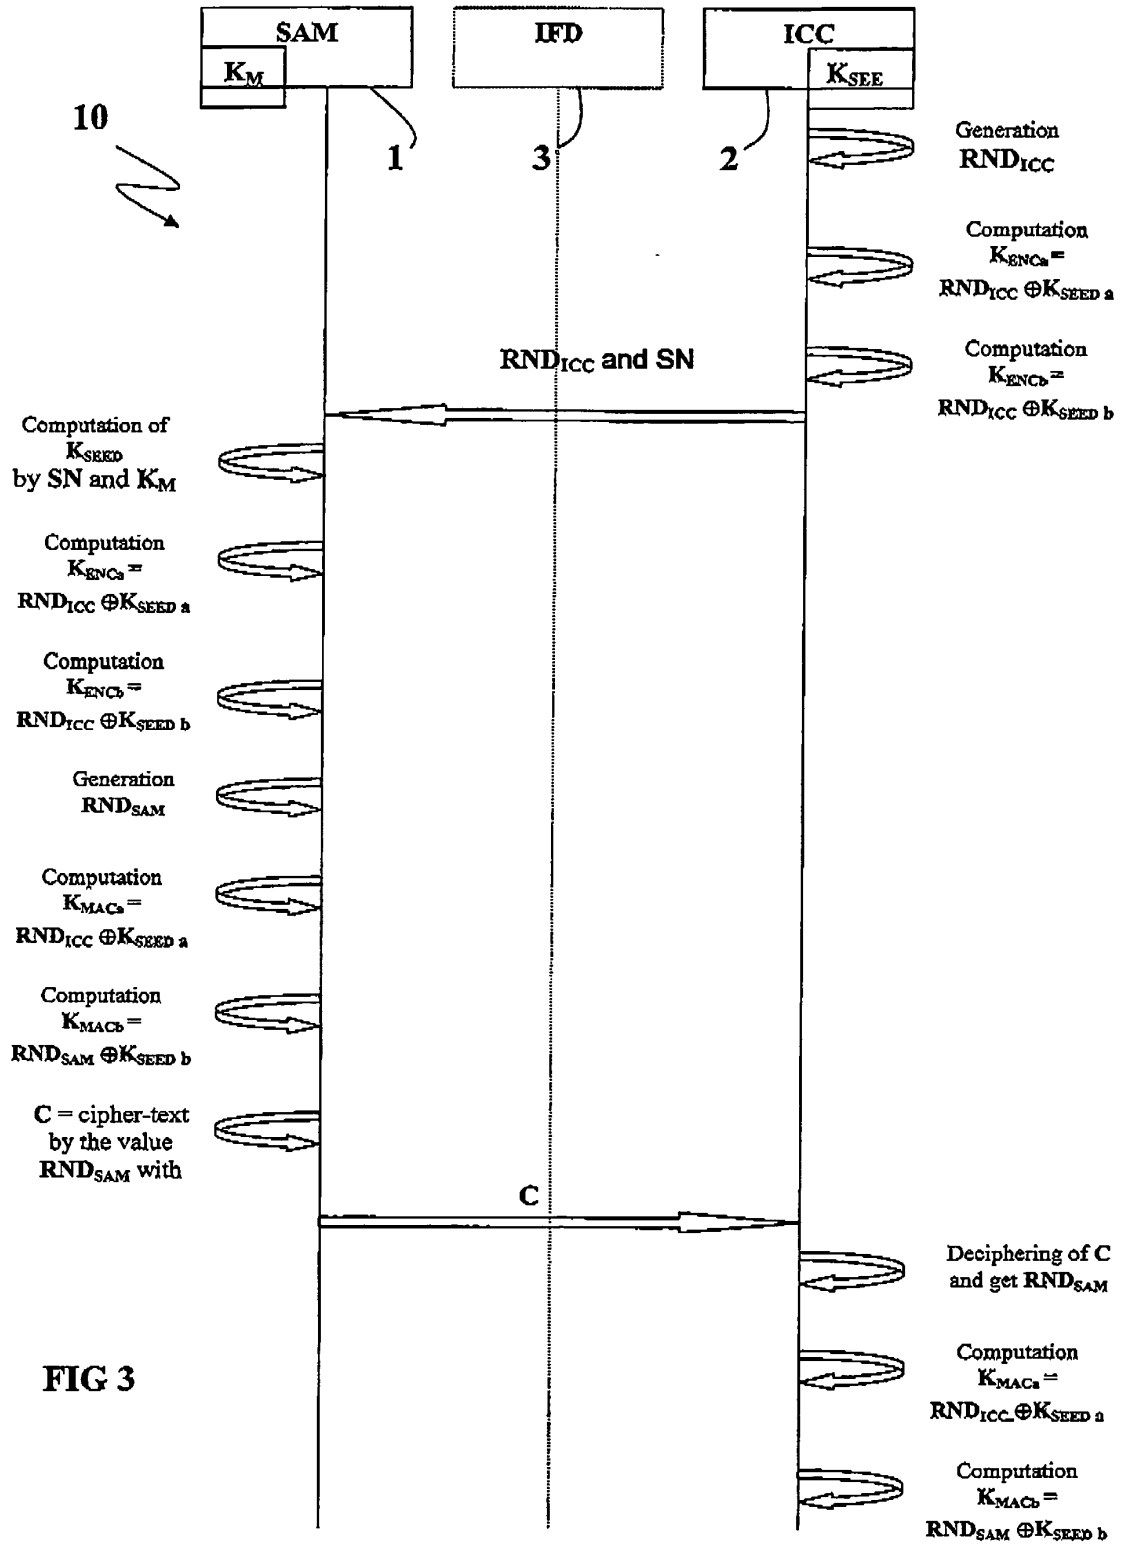 SAM
IFD
ICC
K_M
K_SEE
10
1
3
2
Generation
RND_ICC
Computation
K_ENCa =
RND_ICC ⊕K_SEED a
RND_ICC and SN
Computation
K_ENCb =
RND_ICC ⊕K_SEED b
Computation of
K_SEED
by SN and K_M
Computation
K_ENCa =
RND_ICC ⊕K_SEED a
Computation
K_ENCb =
RND_ICC ⊕K_SEED b
Generation
RND_SAM
Computation
K_MACa =
RND_ICC ⊕K_SEED a
Computation
K_MACb =
RND_SAM ⊕K_SEED b
C = cipher-text
by the value
RND_SAM with
C
Deciphering of C
and get RND_SAM
Computation
K_MACa =
RND_ICC ⊕K_SEED a
FIG 3
Computation
K_MACb =
RND_SAM ⊕K_SEED b